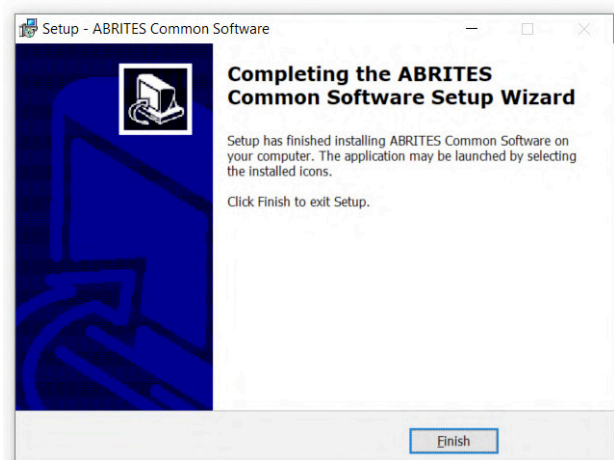 Setup - ABRITES Common Software
Completing the ABRITES
Common Software Setup Wizard
Setup has finished installing ABRITES Common Software on
your computer. The application may be launched by selecting
the installed icons.
Click Finish to exit Setup.
Finish